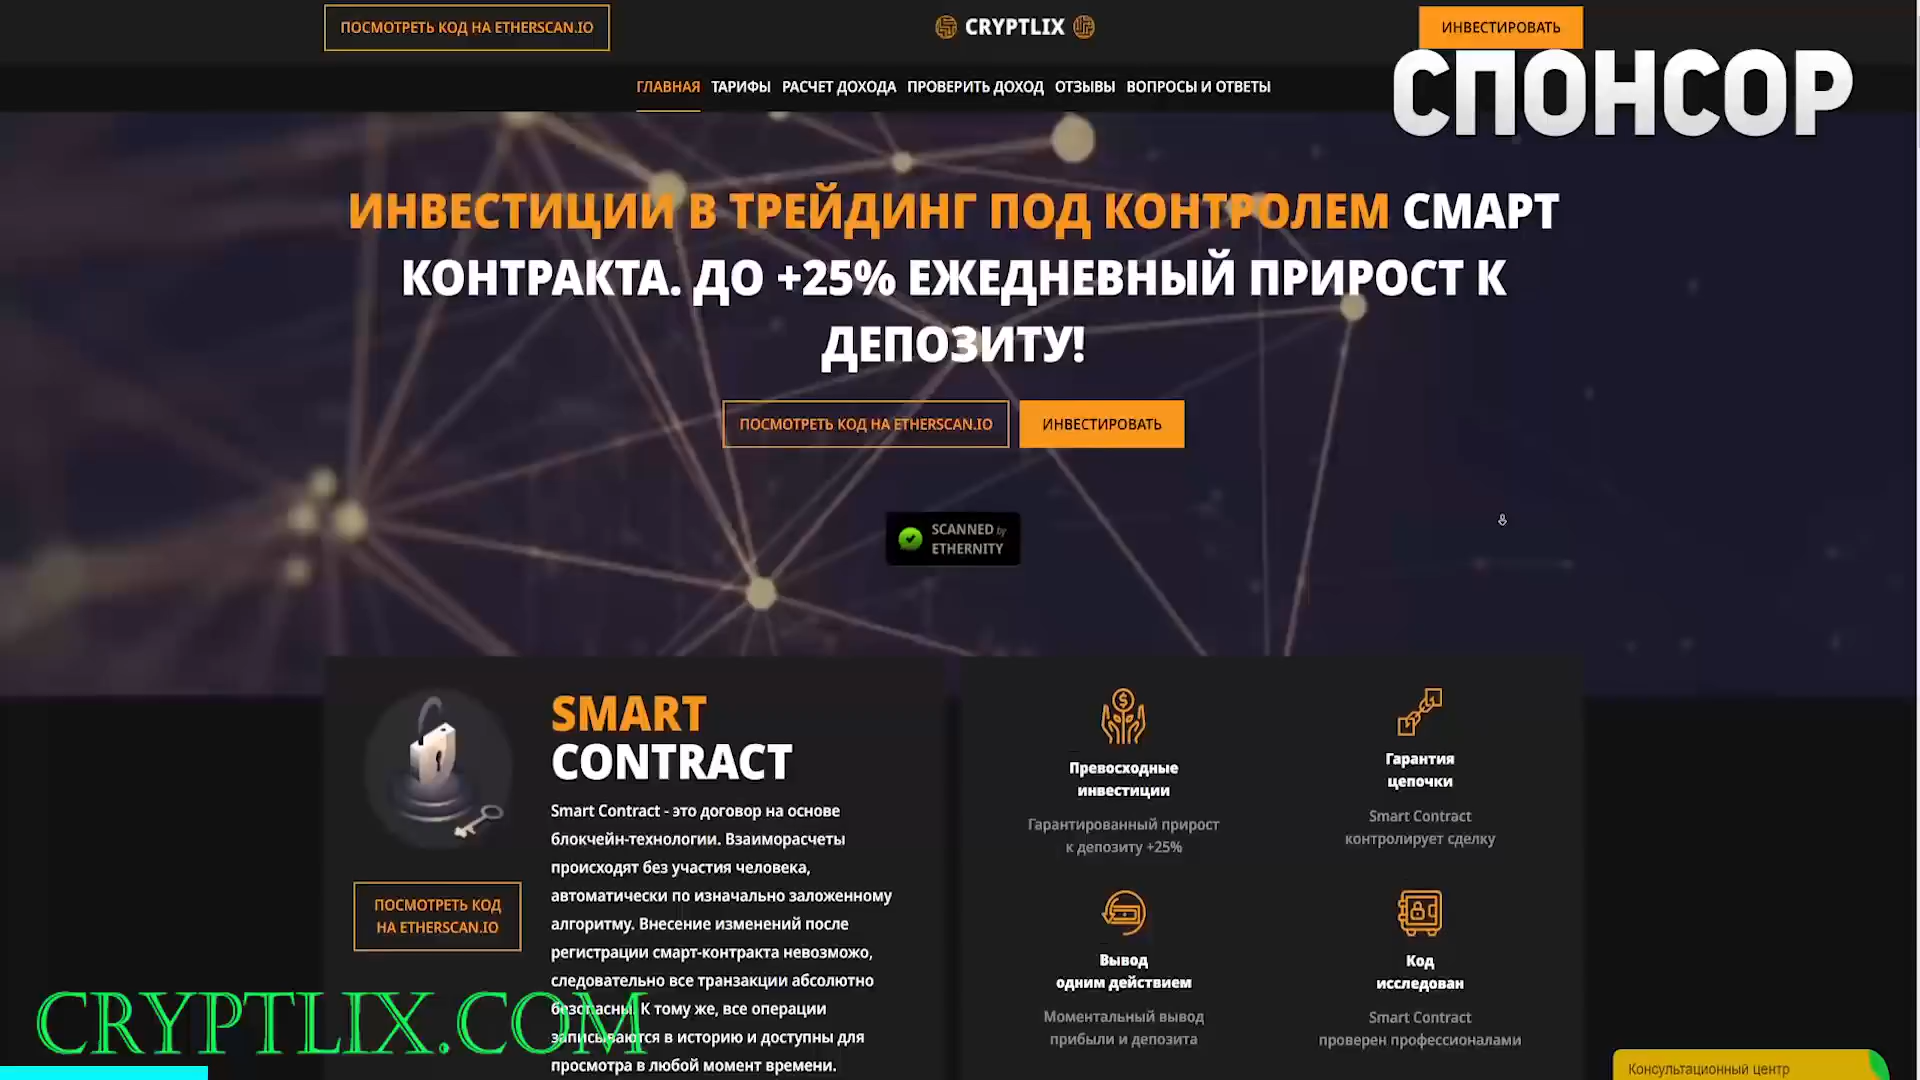 ПОСМОТРЕТЬ КОД НА ETHERSCAN.IO
CRYPTLIX
ИНВЕСТИРОВАТЬ
СПОНСОР
ГЛАВНАЯ ТАРИФЫ РАСЧЕТ ДОХОДА ПРОВЕРИТЬ ДОХОД ОТЗЫВЫ ВОПРОСЫ И ОТВЕТЫ
ИНВЕСТИЦИИ В ТРЕЙДИНГ ПОД КОНТРОЛЕМ СМАРТ
КОНТРАКТА. ДО +25% ЕЖЕДНЕВНЫЙ ПРИРОСТ К
ДЕПОЗИТУ!
ПОСМОТРЕТЬ КОД НА ETHERSCAN.IO
ИНВЕСТИРОВАТЬ
SCANNED by
ETHERNITY
SMART
CONTRACT
Smart Contract - это договор на основе
блокчейн-технологии. Взаиморасчеты
происходят без участия человека,
автоматически по изначально заложенному
алгоритму. Внесение изменений после
регистрации смарт-контракта невозможо,
следовательно все транзакции абсолютно
безопасны. К тому же, все операции
записываются в историю и доступны для
просмотра в любой момент времени.
ПОСМОТРЕТЬ КОД
НА ETHERSCAN.IO
Превосходные
инвестиции
Гарантированный прирост
к депозиту +25%
Гарантия
цепочки
Smart Contract
контролирует сделку
Вывод
одним действием
Моментальный вывод
прибыли и депозита
Код
исследован
Smart Contract
проверен профессионалами
CRYPTLIX.COM
Консультационный центр